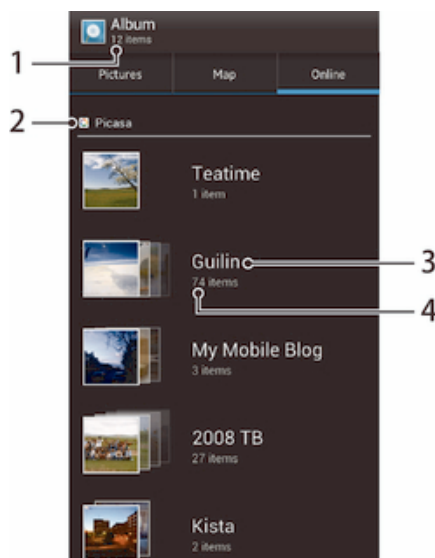 Album
12 items
1
Pictures Map Online
2
Picasa
Teatime
1 item
Guilin
3
74 items
4
My Mobile Blog
3 items
2008 TB
27 items
Kista
2 items